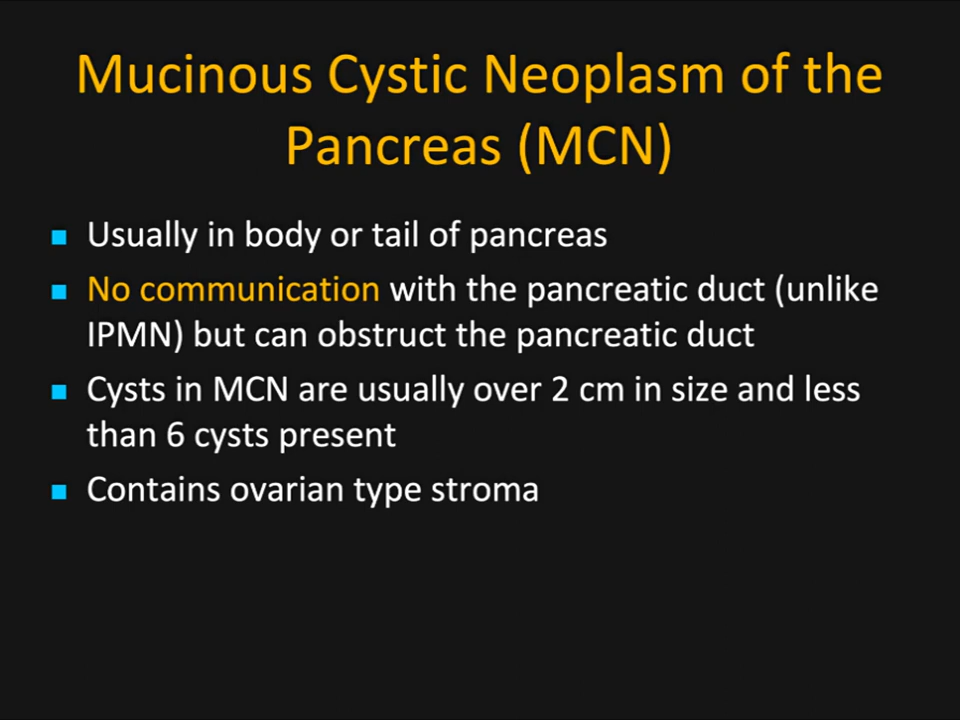 Mucinous Cystic Neoplasm of the
Pancreas (MCN)
Usually in body or tail of pancreas
No communication with the pancreatic duct (unlike
IPMN) but can obstruct the pancreatic duct
Cysts in MCN are usually over 2 cm in size and less
than 6 cysts present
Contains ovarian type stroma